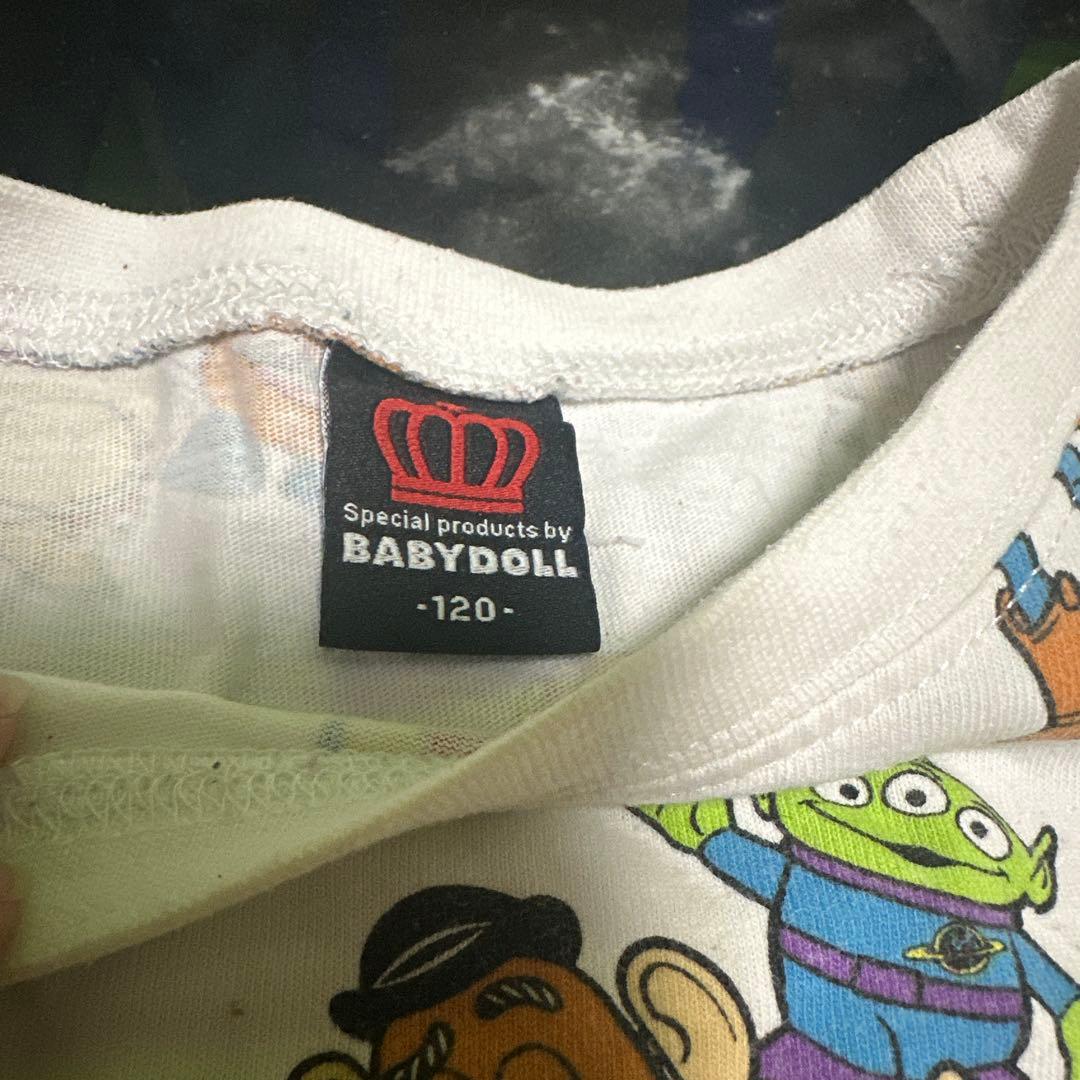 Special products by
BABYDOLL
-120-